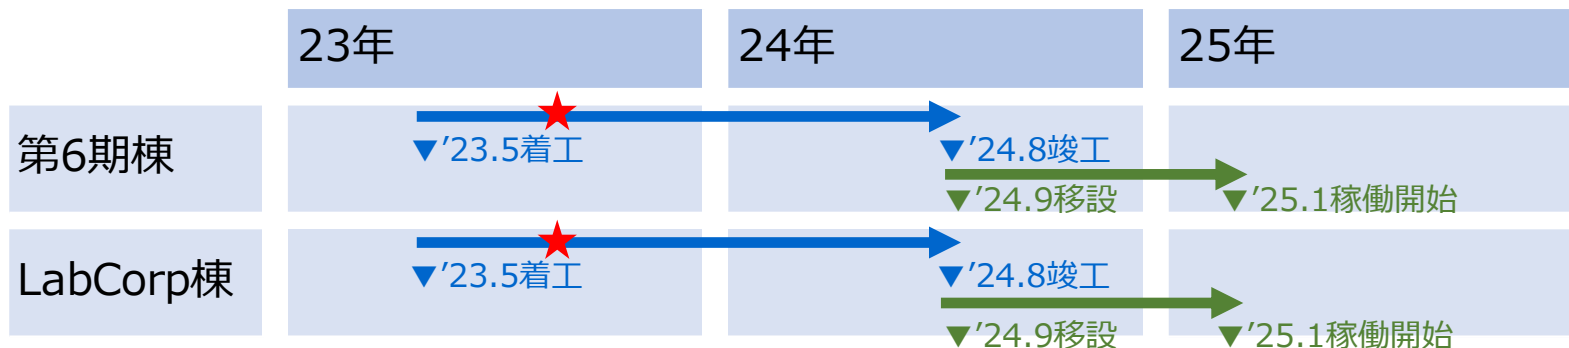 23年 24年 25年
第6期棟
▼’23.5着工 ▼’24.8竣工
▼’24.9移設 ▼’25.1稼働開始
LabCorp棟
▼’23.5着工 ▼’24.8竣工
▼’24.9移設 ▼’25.1稼働開始